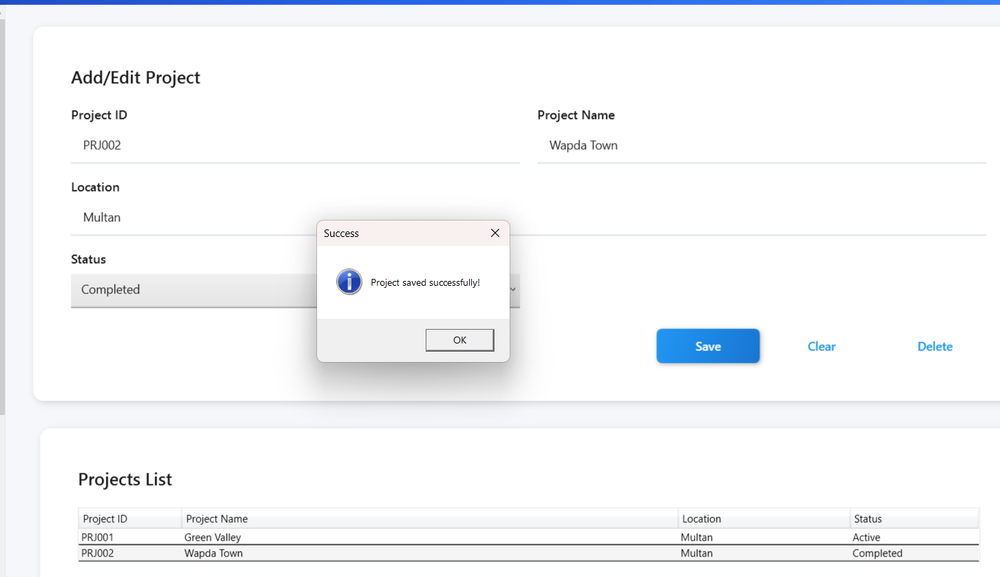 Add/Edit Project
Project ID Project Name
PRJ002 Wapda Town
Location
Multan
Success
Status
Project saved successfully!
Completed
OK
Save Clear Delete
Projects List
Project ID Project Name Location Status
PRJ001 Green Valley Multan Active
PRJ002 Wapda Town Multan Completed